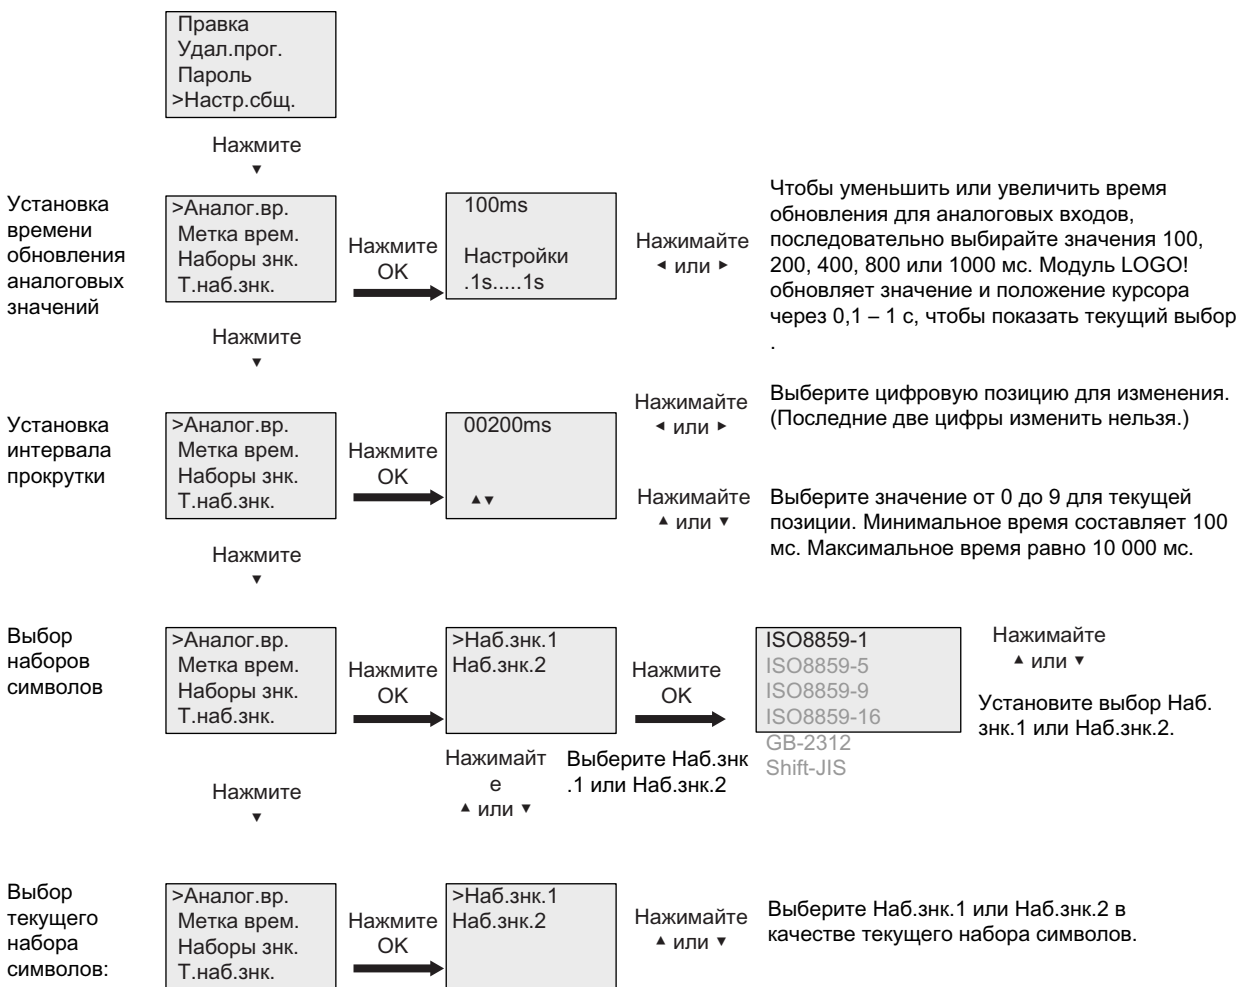 Правка
Удал.прог.
Пароль
>Настр.сбщ.
Нажмите
▼
Установка
времени
обновления
аналоговых
значений
>Аналог.вр.
Метка врем.
Наборы знк.
Т.наб.знк.
Нажмите
OK
100ms
Настройки
.1s.....1s
Нажимайте
◄ или ►
Чтобы уменьшить или увеличить время
обновления для аналоговых входов,
последовательно выбирайте значения 100,
200, 400, 800 или 1000 мс. Модуль LOGO!
обновляет значение и положение курсора
через 0,1 – 1 с, чтобы показать текущий выбор
.
Нажмите
▼
Установка
интервала
прокрутки
>Аналог.вр.
Метка врем.
Наборы знк.
Т.наб.знк.
Нажмите
OK
00200ms
▲▼
Нажимайте
◄ или ►
Выберите цифровую позицию для изменения.
(Последние две цифры изменить нельзя.)
Нажимайте
▲ или ▼
Выберите значение от 0 до 9 для текущей
позиции. Минимальное время составляет 100
мс. Максимальное время равно 10 000 мс.
Нажмите
▼
Выбор
наборов
символов
>Аналог.вр.
Метка врем.
Наборы знк.
Т.наб.знк.
Нажмите
OK
>Наб.знк.1
Наб.знк.2
Нажимайт
е
▲ или ▼
Выберите Наб.знк
.1 или Наб.знк.2
Нажмите
OK
ISO8859-1
ISO8859-5
ISO8859-9
ISO8859-16
GB-2312
Shift-JIS
Нажимайте
▲ или ▼
Установите выбор Наб.
знк.1 или Наб.знк.2.
Нажмите
▼
Выбор
текущего
набора
символов:
>Аналог.вр.
Метка врем.
Наборы знк.
Т.наб.знк.
Нажмите
OK
>Наб.знк.1
Наб.знк.2
Нажимайте
▲ или ▼
Выберите Наб.знк.1 или Наб.знк.2 в
качестве текущего набора символов.